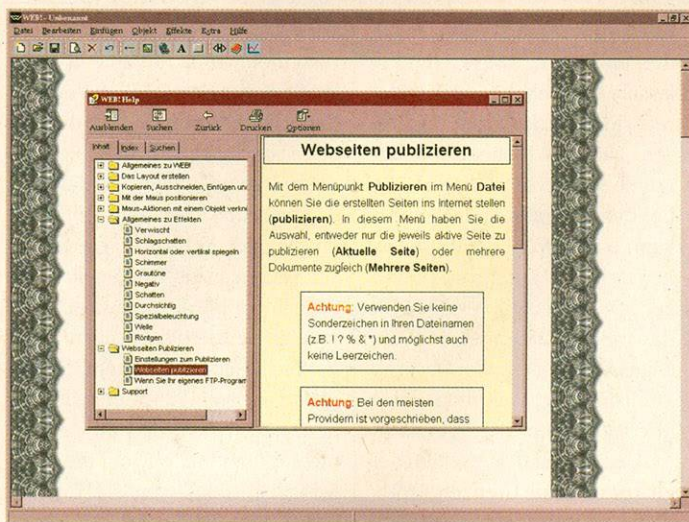 WEB! - Unbenannt
Datei Bearbeiten Einfügen Objekt Effekte Extra Hilfe
WEB! Help
Ausblenden Suchen Zurück Drucken Optionen
Inhalt Index Suchen
Allgemeines zu WEB!
Das Layout erstellen
Kopieren, Ausschneiden, Einfügen und
Mit der Maus positionieren
Maus-Aktionen mit einem Objekt verkn
Allgemeines zu Effekten
Verwischt
Schlagschatten
Horizontal oder vertikal spiegeln
Schimmer
Grautöne
Negativ
Schatten
Durchsichtig
Spezialbeleuchtung
Welle
Röntgen
Webseiten Publizieren
Einstellungen zum Publizieren
Webseiten publizieren
Wenn Sie Ihr eigenes FTP-Program
Support
Webseiten publizieren
Mit dem Menüpunkt Publizieren im Menü Datei
können Sie die erstellten Seiten ins Internet stellen
(publizieren). In diesem Menü haben Sie die
Auswahl, entweder nur die jeweils aktive Seite zu
publizieren (Aktuelle Seite) oder mehrere
Dokumente zugleich (Mehrere Seiten).
Achtung: Verwenden Sie keine
Sonderzeichen in Ihren Dateinamen
(z.B. ! ? % & *) und möglichst auch
keine Leerzeichen.
Achtung: Bei den meisten
Providern ist vorgeschrieben, dass